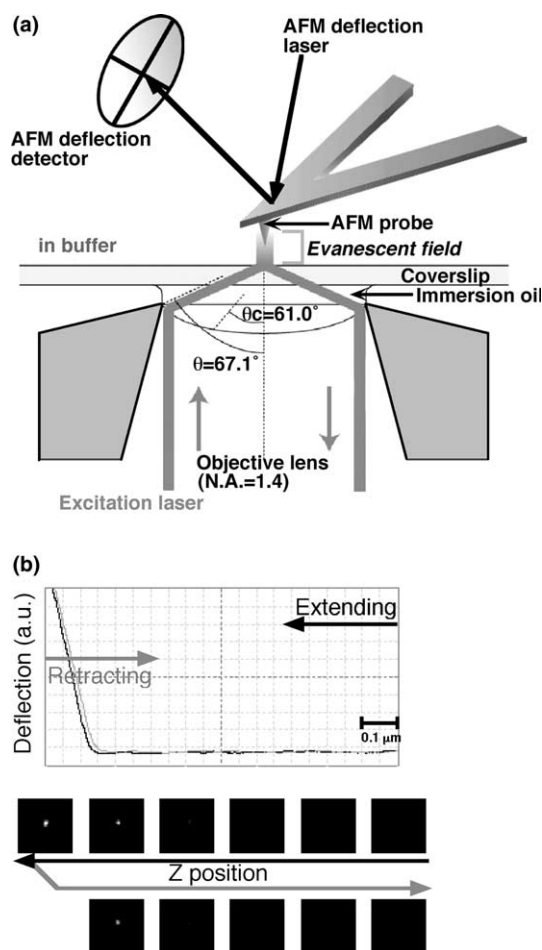 (a)
AFM deflection
laser
AFM deflection
detector
AFM probe
in buffer
Evanescent field
Coverslip
Immersion oil
θc=61.0°
θ=67.1°
Objective lens
(N.A.=1.4)
Excitation laser
(b)
Deflection (a.u.)
Extending
Retracting
0.1 μm
Z position